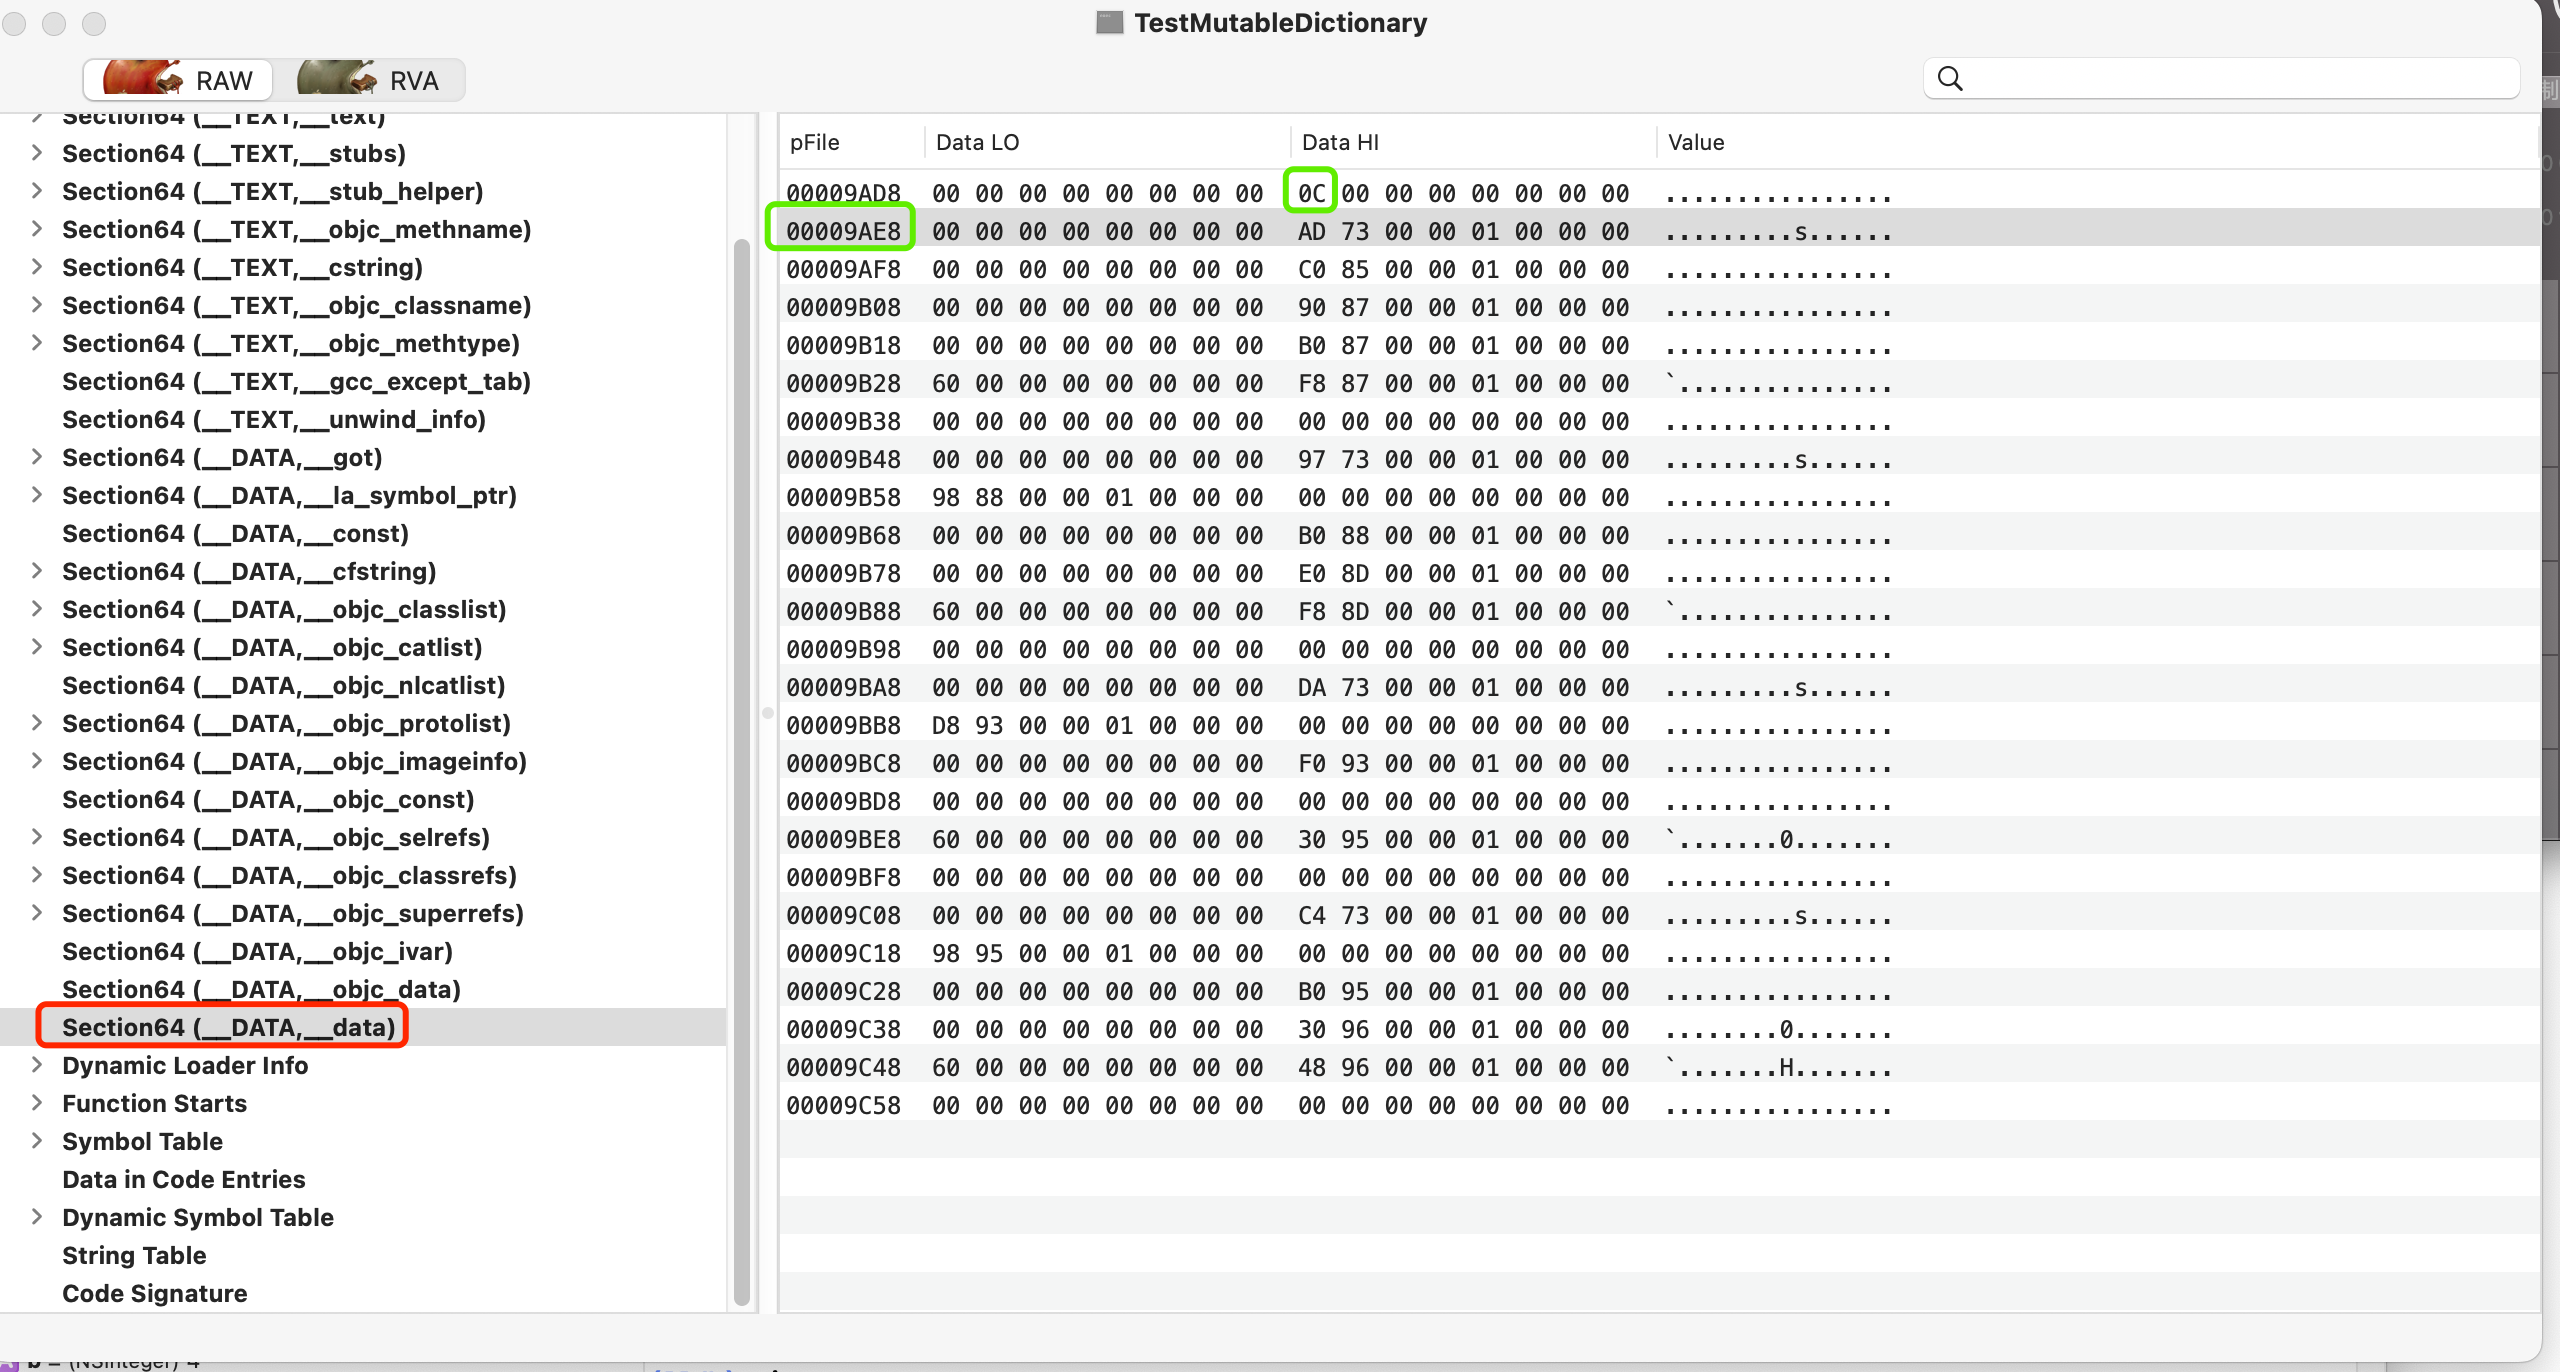 TestMutableDictionary
RAW RVA
Section64 (__TEXT,__text)
Section64 (__TEXT,__stubs)
Section64 (__TEXT,__stub_helper)
Section64 (__TEXT,__objc_methname)
Section64 (__TEXT,__cstring)
Section64 (__TEXT,__objc_classname)
Section64 (__TEXT,__objc_methtype)
Section64 (__TEXT,__gcc_except_tab)
Section64 (__TEXT,__unwind_info)
Section64 (__DATA,__got)
Section64 (__DATA,__la_symbol_ptr)
Section64 (__DATA,__const)
Section64 (__DATA,__cfstring)
Section64 (__DATA,__objc_classlist)
Section64 (__DATA,__objc_catlist)
Section64 (__DATA,__objc_nlcatlist)
Section64 (__DATA,__objc_protolist)
Section64 (__DATA,__objc_imageinfo)
Section64 (__DATA,__objc_const)
Section64 (__DATA,__objc_selrefs)
Section64 (__DATA,__objc_classrefs)
Section64 (__DATA,__objc_superrefs)
Section64 (__DATA,__objc_ivar)
Section64 (__DATA,__objc_data)
Section64 (__DATA,__data)
Dynamic Loader Info
Function Starts
Symbol Table
Data in Code Entries
Dynamic Symbol Table
String Table
Code Signature
pFile Data LO Data HI Value
00009AD8 00 00 00 00 00 00 00 00 0C 00 00 00 00 00 00 00 ................
00009AE8 00 00 00 00 00 00 00 00 AD 73 00 00 01 00 00 00 .........s......
00009AF8 00 00 00 00 00 00 00 00 C0 85 00 00 01 00 00 00 ................
00009B08 00 00 00 00 00 00 00 00 90 87 00 00 01 00 00 00 ................
00009B18 00 00 00 00 00 00 00 00 B0 87 00 00 01 00 00 00 ................
00009B28 60 00 00 00 00 00 00 00 F8 87 00 00 01 00 00 00 `...............
00009B38 00 00 00 00 00 00 00 00 00 00 00 00 00 00 00 00 ................
00009B48 00 00 00 00 00 00 00 00 97 73 00 00 01 00 00 00 .........s......
00009B58 98 88 00 00 01 00 00 00 00 00 00 00 00 00 00 00 ................
00009B68 00 00 00 00 00 00 00 00 B0 88 00 00 01 00 00 00 ................
00009B78 00 00 00 00 00 00 00 00 E0 8D 00 00 01 00 00 00 ................
00009B88 60 00 00 00 00 00 00 00 F8 8D 00 00 01 00 00 00 `...............
00009B98 00 00 00 00 00 00 00 00 00 00 00 00 00 00 00 00 ................
00009BA8 00 00 00 00 00 00 00 00 DA 73 00 00 01 00 00 00 .........s......
00009BB8 D8 93 00 00 01 00 00 00 00 00 00 00 00 00 00 00 ................
00009BC8 00 00 00 00 00 00 00 00 F0 93 00 00 01 00 00 00 ................
00009BD8 00 00 00 00 00 00 00 00 00 00 00 00 00 00 00 00 ................
00009BE8 60 00 00 00 00 00 00 00 30 95 00 00 01 00 00 00 `.......0.......
00009BF8 00 00 00 00 00 00 00 00 00 00 00 00 00 00 00 00 ................
00009C08 00 00 00 00 00 00 00 00 C4 73 00 00 01 00 00 00 .........s......
00009C18 98 95 00 00 01 00 00 00 00 00 00 00 00 00 00 00 ................
00009C28 00 00 00 00 00 00 00 00 B0 95 00 00 01 00 00 00 ................
00009C38 00 00 00 00 00 00 00 00 30 96 00 00 01 00 00 00 ........0.......
00009C48 60 00 00 00 00 00 00 00 48 96 00 00 01 00 00 00 `.......H.......
00009C58 00 00 00 00 00 00 00 00 00 00 00 00 00 00 00 00 ................
b = (NSInteger) 4